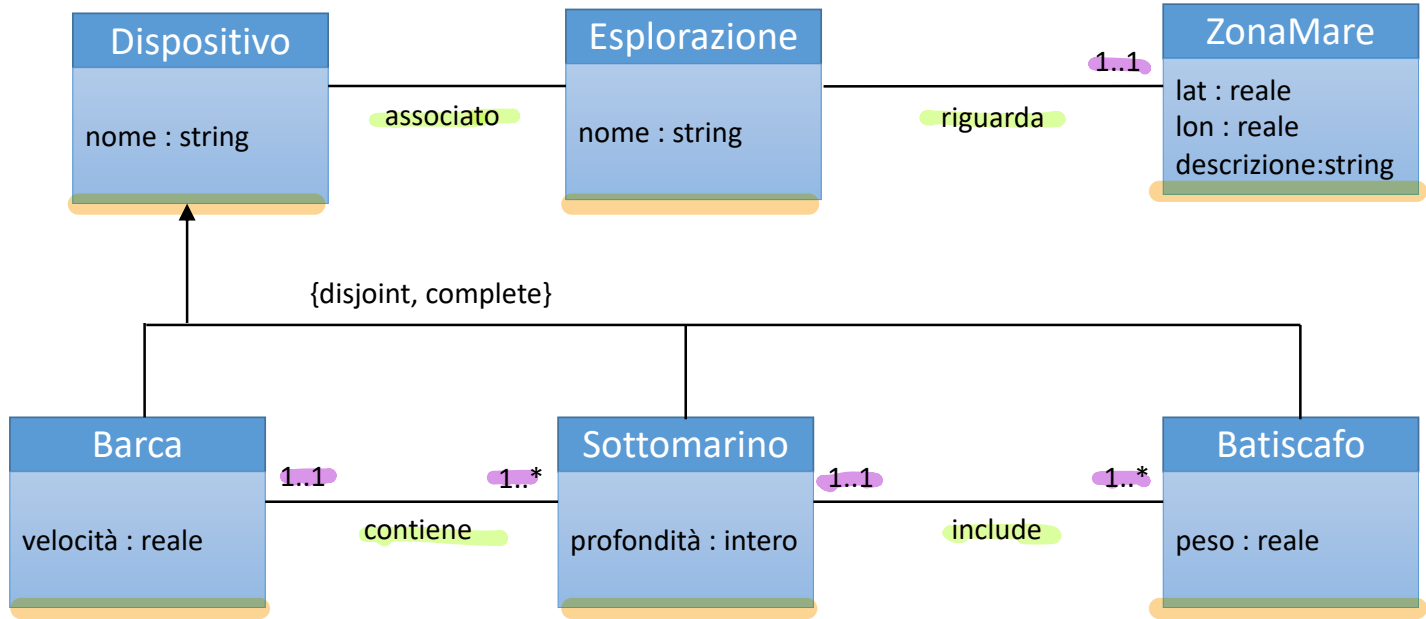 Dispositivo
nome : string
associato
Esplorazione
nome : string
riguarda
1..1
ZonaMare
lat : reale
lon : reale
descrizione:string
{disjoint, complete}
Barca
velocità : reale
1..1
contiene
1..*
Sottomarino
profondità : intero
1..1
include
1..*
Batiscafo
peso : reale